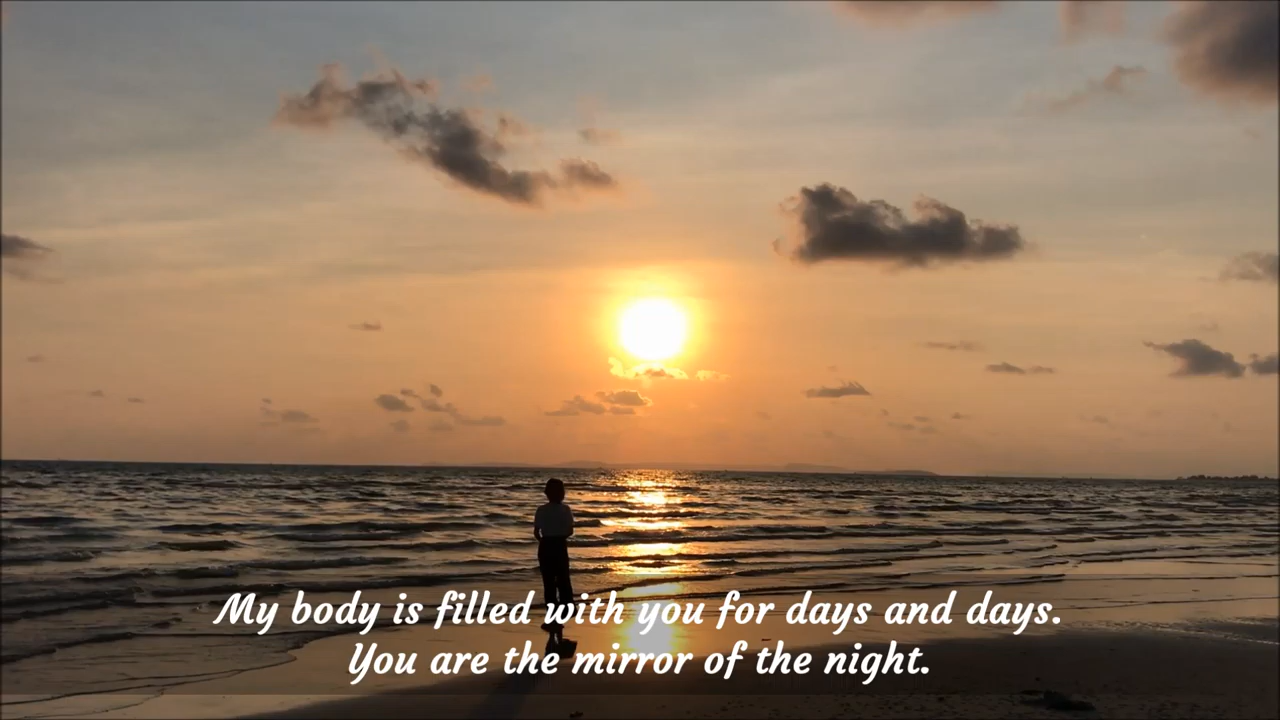 My body is filled with you for days and days.
You are the mirror of the night.